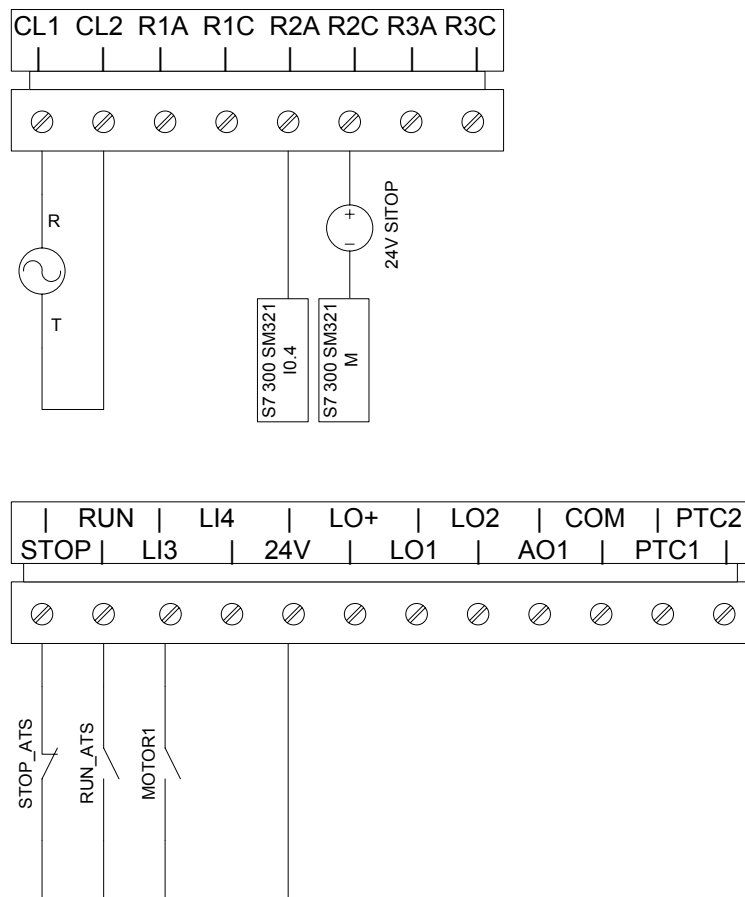 CL1 CL2 R1A R1C R2A R2C R3A R3C
R
T
+
–
24V SITOP
S7 300 SM321
I0.4
S7 300 SM321
M
RUN LI4 LO+ LO2 COM PTC2
STOP LI3 24V LO1 AO1 PTC1
STOP_ATS
RUN_ATS
MOTOR1